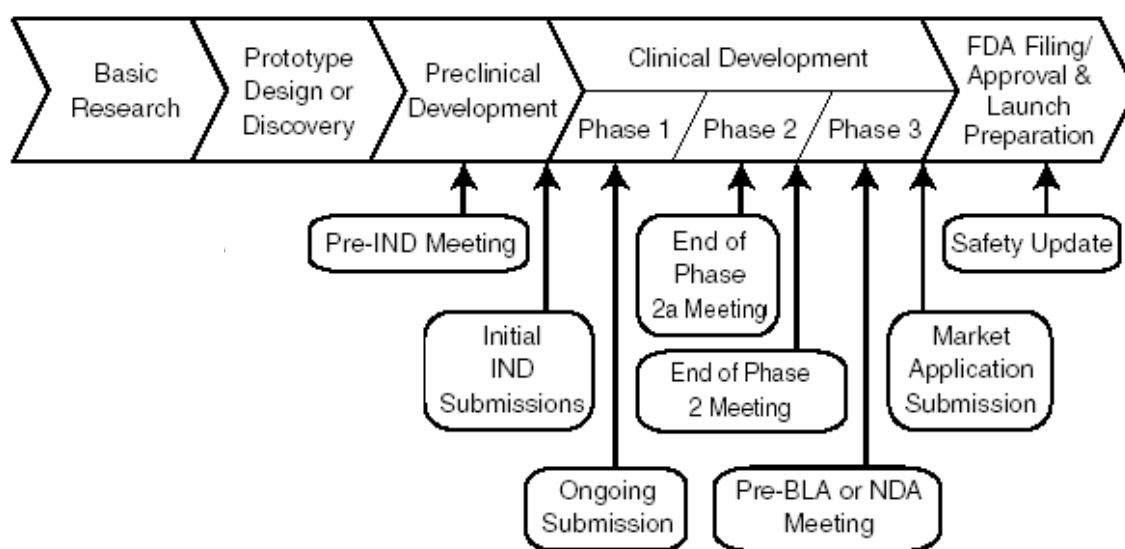 Basic
Research
Prototype
Design or
Discovery
Preclinical
Development
Clinical Development
Phase 1
Phase 2
Phase 3
FDA Filing/
Approval &
Launch
Preparation
Pre-IND Meeting
Initial
IND
Submissions
Ongoing
Submission
End of
Phase
2a Meeting
End of Phase
2 Meeting
Pre-BLA or NDA
Meeting
Market
Application
Submission
Safety Update